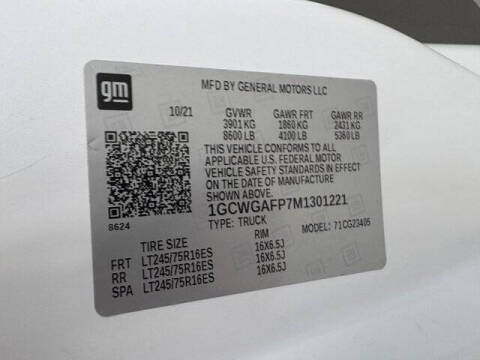 gm
MFD BY GENERAL MOTORS LLC
10/21 GVWR GAWR FRT GAWR RR
3901 KG 1860 KG 2431 KG
8600 LB 4100 LB 5360 LB
THIS VEHICLE CONFORMS TO ALL
APPLICABLE U.S. FEDERAL MOTOR
VEHICLE SAFETY STANDARDS IN EFFECT
ON THE DATE OF MANUFACTURE
SHOWN ABOVE.
1GCWGAFP7M1301221
8624 TYPE: TRUCK MODEL: 71CG23405
TIRE SIZE RIM
FRT LT245/75R16ES 16X6.5J
RR LT245/75R16ES 16X6.5J
SPA LT245/75R16ES 16X6.5J